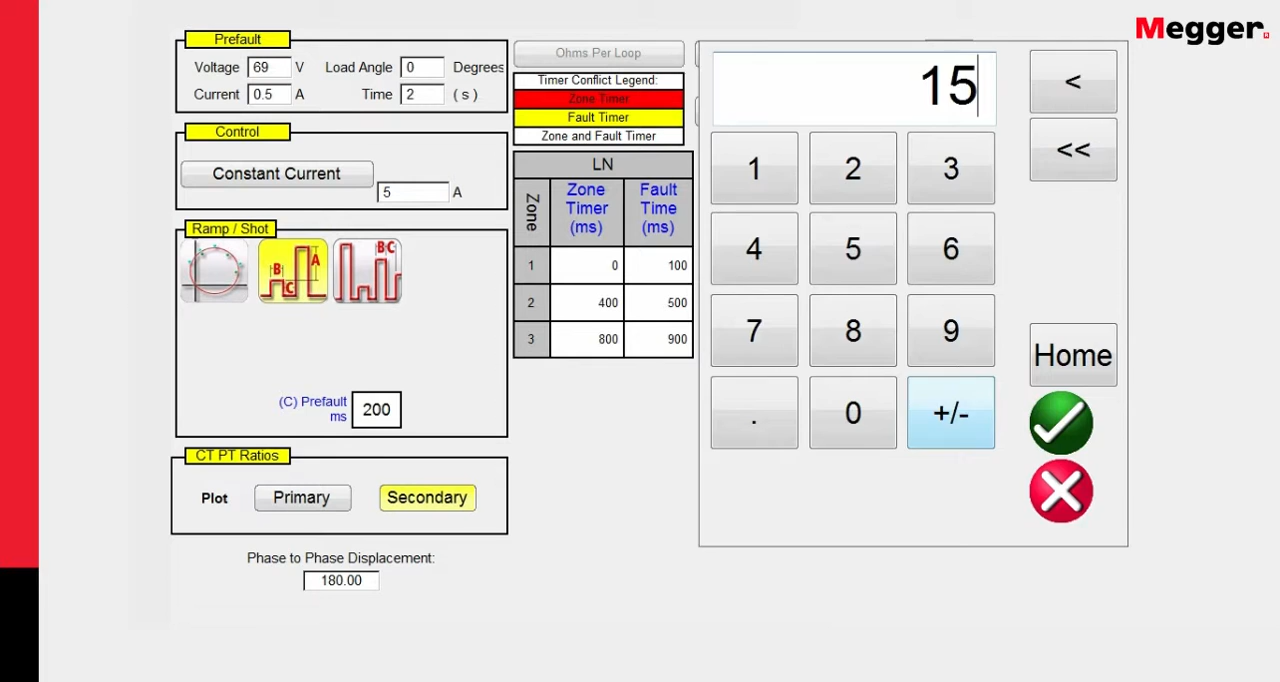 Megger
Prefault
Voltage 69 V Load Angle 0 Degrees
Current 0.5 A Time 2 ( s )
Control
Constant Current 5 A
Ramp / Shot
B C A
B C
(C) Prefault
ms 200
CT PT Ratios
Plot Primary Secondary
Phase to Phase Displacement:
180.00
Ohms Per Loop
Timer Conflict Legend:
Zone Timer
Fault Timer
Zone and Fault Timer
LN
Zone
Zone Timer (ms)
Fault Time (ms)
1 0 100
2 400 500
3 800 900
15
< 
<<
1 2 3
4 5 6
7 8 9
. 0 +/-
Home